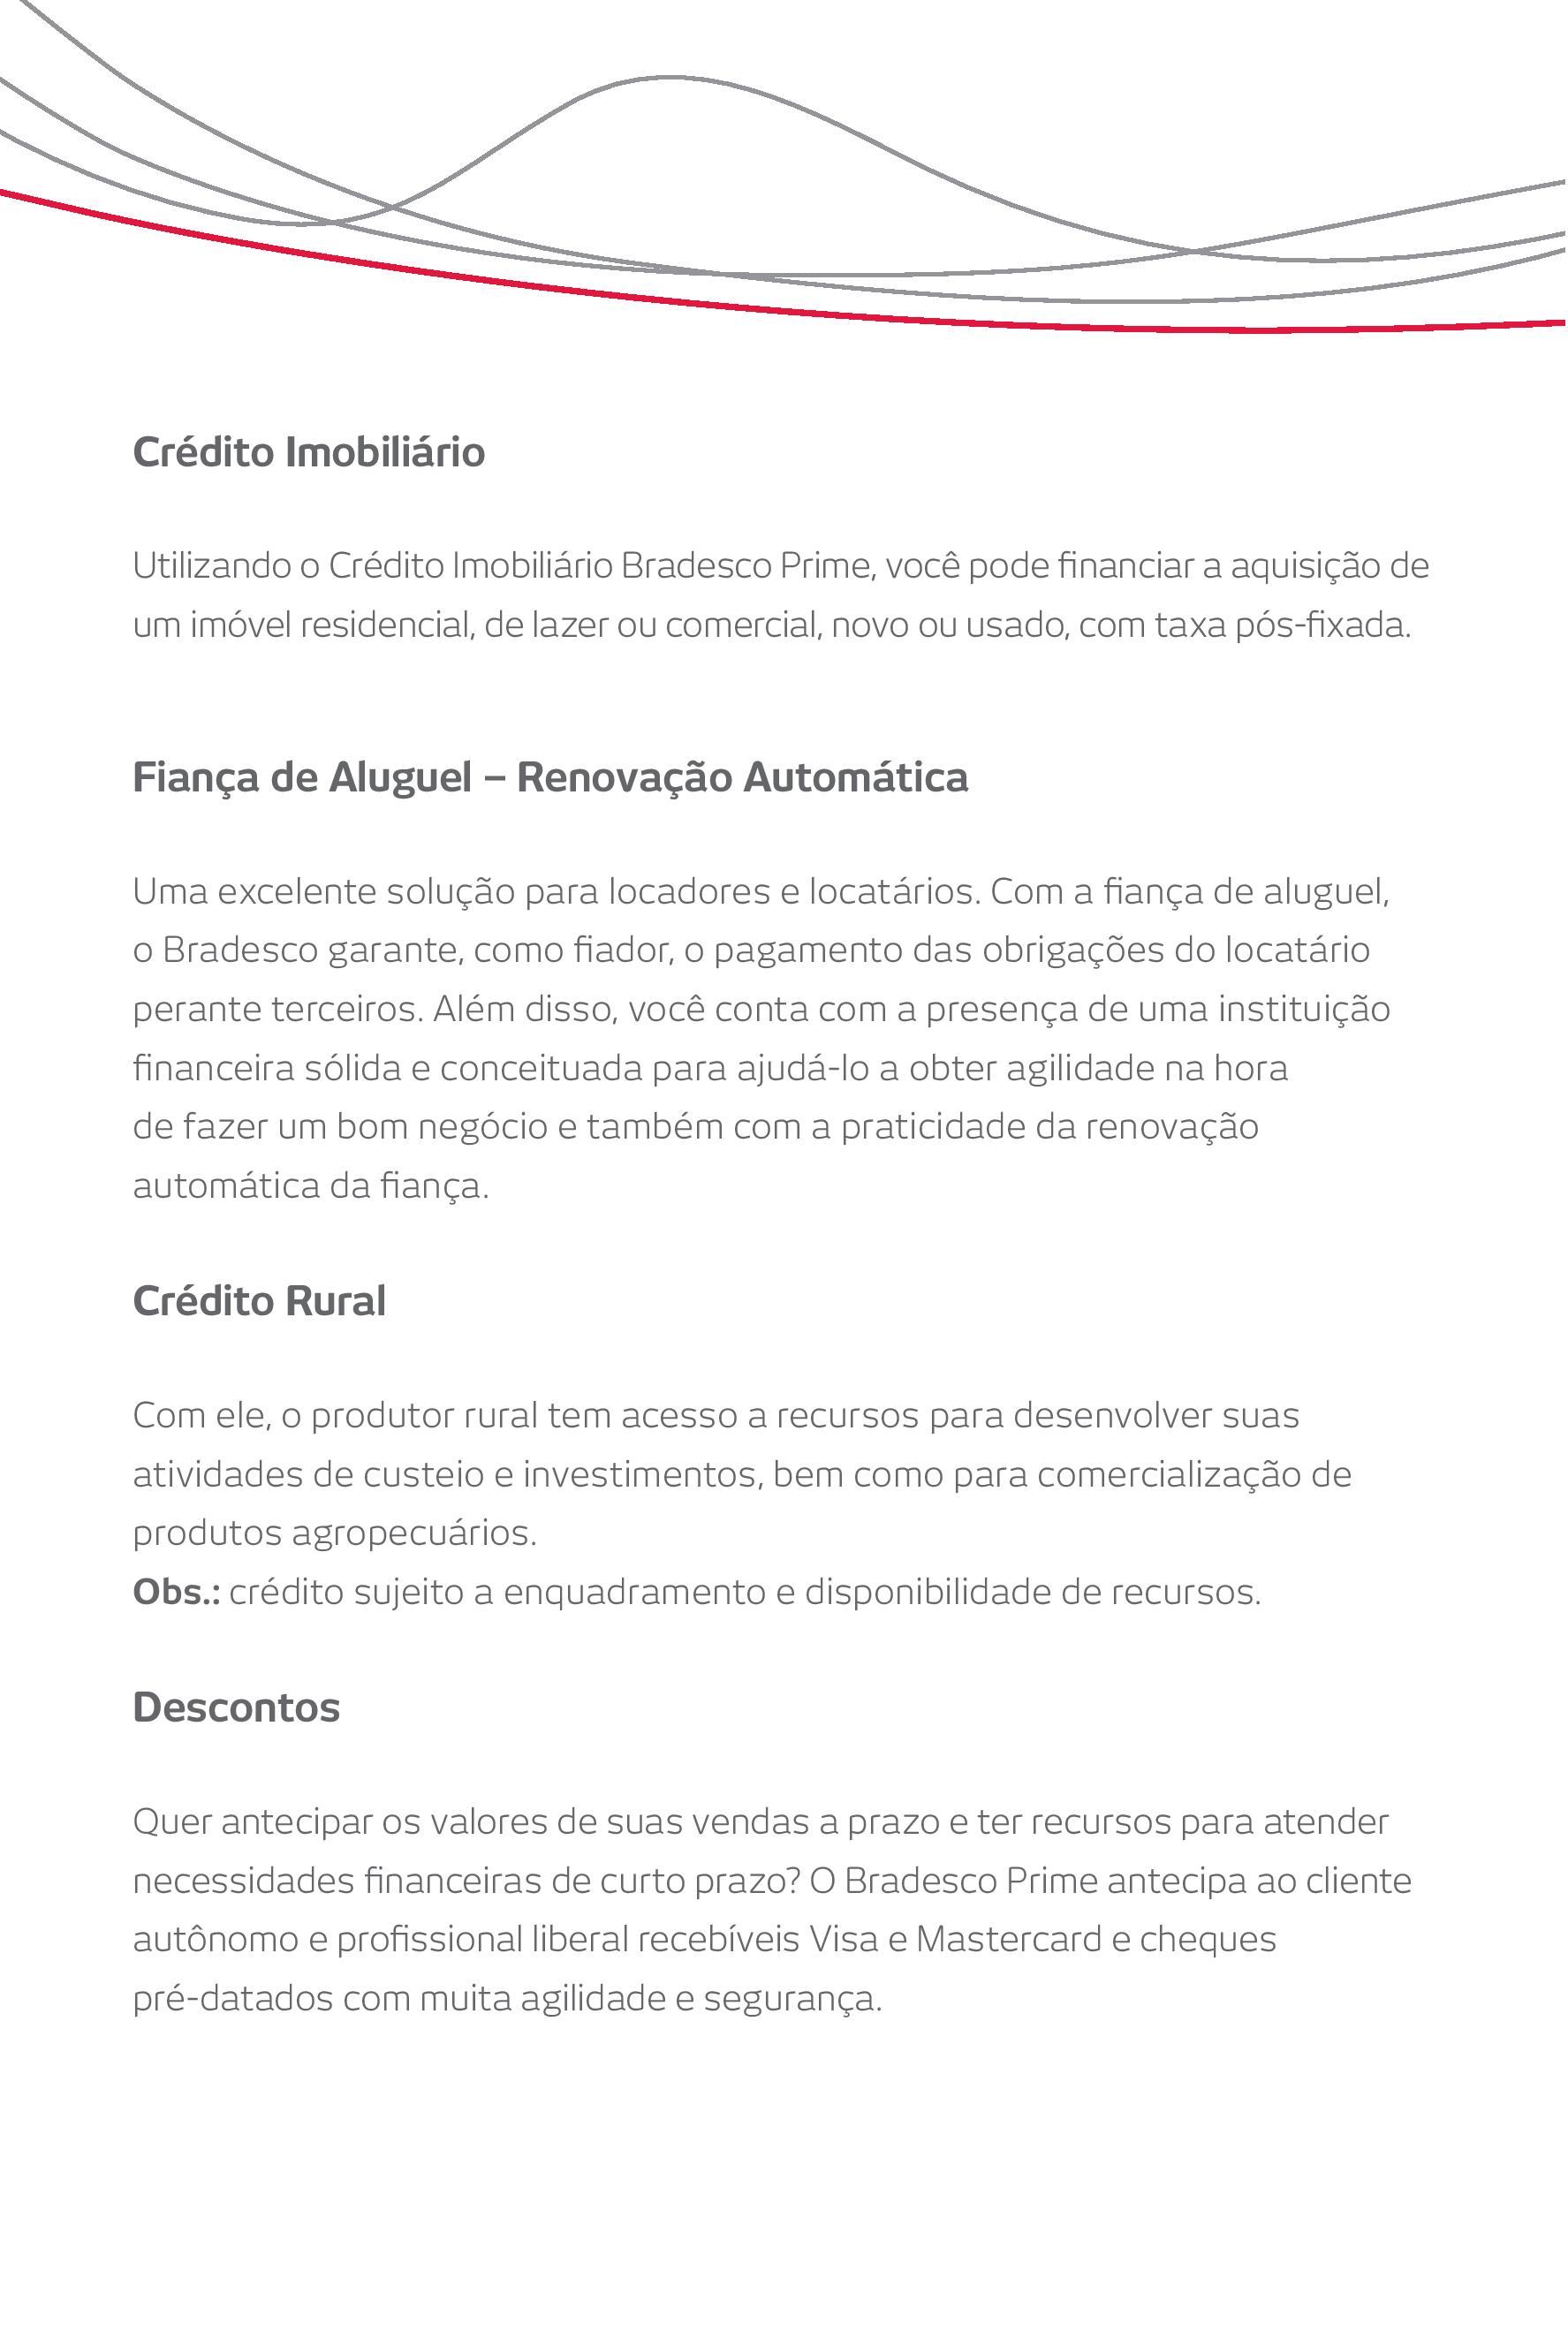 Crédito Imobiliário
Utilizando o Crédito Imobiliário Bradesco Prime, você pode financiar a aquisição de
um imóvel residencial, de lazer ou comercial, novo ou usado, com taxa pós-fixada.
Fiança de Aluguel – Renovação Automática
Uma excelente solução para locadores e locatários. Com a fiança de aluguel,
o Bradesco garante, como fiador, o pagamento das obrigações do locatário
perante terceiros. Além disso, você conta com a presença de uma instituição
financeira sólida e conceituada para ajudá-lo a obter agilidade na hora
de fazer um bom negócio e também com a praticidade da renovação
automática da fiança.
Crédito Rural
Com ele, o produtor rural tem acesso a recursos para desenvolver suas
atividades de custeio e investimentos, bem como para comercialização de
produtos agropecuários.
Obs.: crédito sujeito a enquadramento e disponibilidade de recursos.
Descontos
Quer antecipar os valores de suas vendas a prazo e ter recursos para atender
necessidades financeiras de curto prazo? O Bradesco Prime antecipa ao cliente
autônomo e profissional liberal recebíveis Visa e Mastercard e cheques
pré-datados com muita agilidade e segurança.